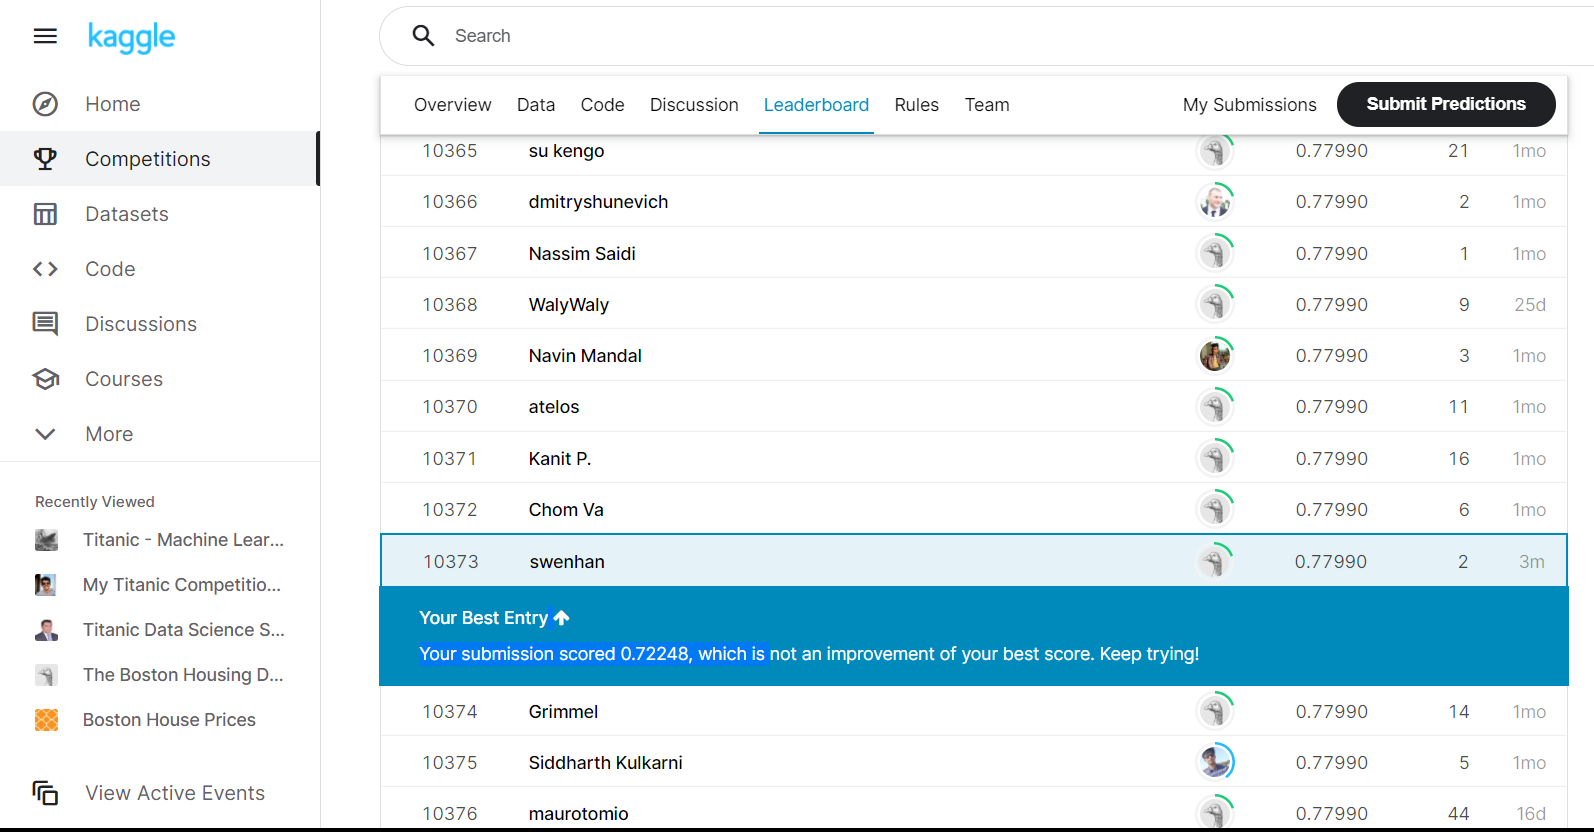 kaggle
Search
Home
Competitions
Datasets
Code
Discussions
Courses
More
Recently Viewed
Titanic - Machine Lear...
My Titanic Competitio...
Titanic Data Science S...
The Boston Housing D...
Boston House Prices
View Active Events
Overview Data Code Discussion Leaderboard Rules Team My Submissions Submit Predictions
10365 su kengo 0.77990 21 1mo
10366 dmitryshunevich 0.77990 2 1mo
10367 Nassim Saidi 0.77990 1 1mo
10368 WalyWaly 0.77990 9 25d
10369 Navin Mandal 0.77990 3 1mo
10370 atelos 0.77990 11 1mo
10371 Kanit P. 0.77990 16 1mo
10372 Chom Va 0.77990 6 1mo
10373 swenhan 0.77990 2 3m
Your Best Entry
Your submission scored 0.72248, which is not an improvement of your best score. Keep trying!
10374 Grimmel 0.77990 14 1mo
10375 Siddharth Kulkarni 0.77990 5 1mo
10376 maurotomio 0.77990 44 16d